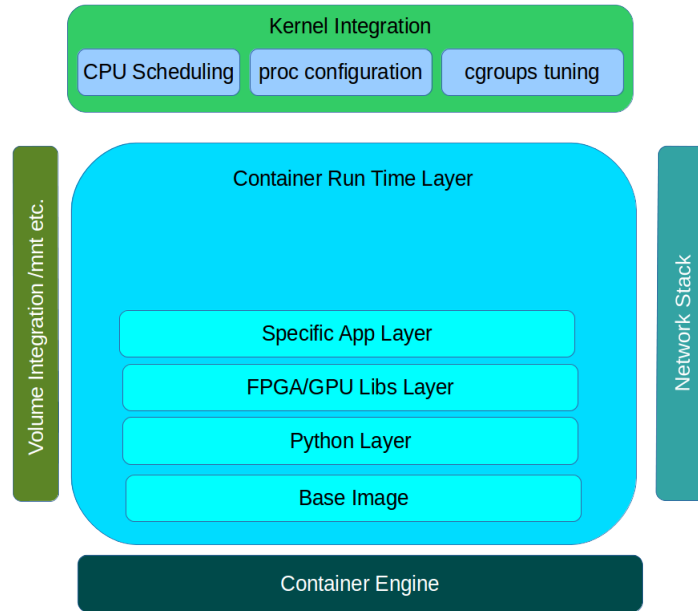 Kernel Integration
CPU Scheduling
proc configuration
cgroups tuning
Volume Integration /mnt etc.
Container Run Time Layer
Specific App Layer
FPGA/GPU Libs Layer
Python Layer
Base Image
Network Stack
Container Engine